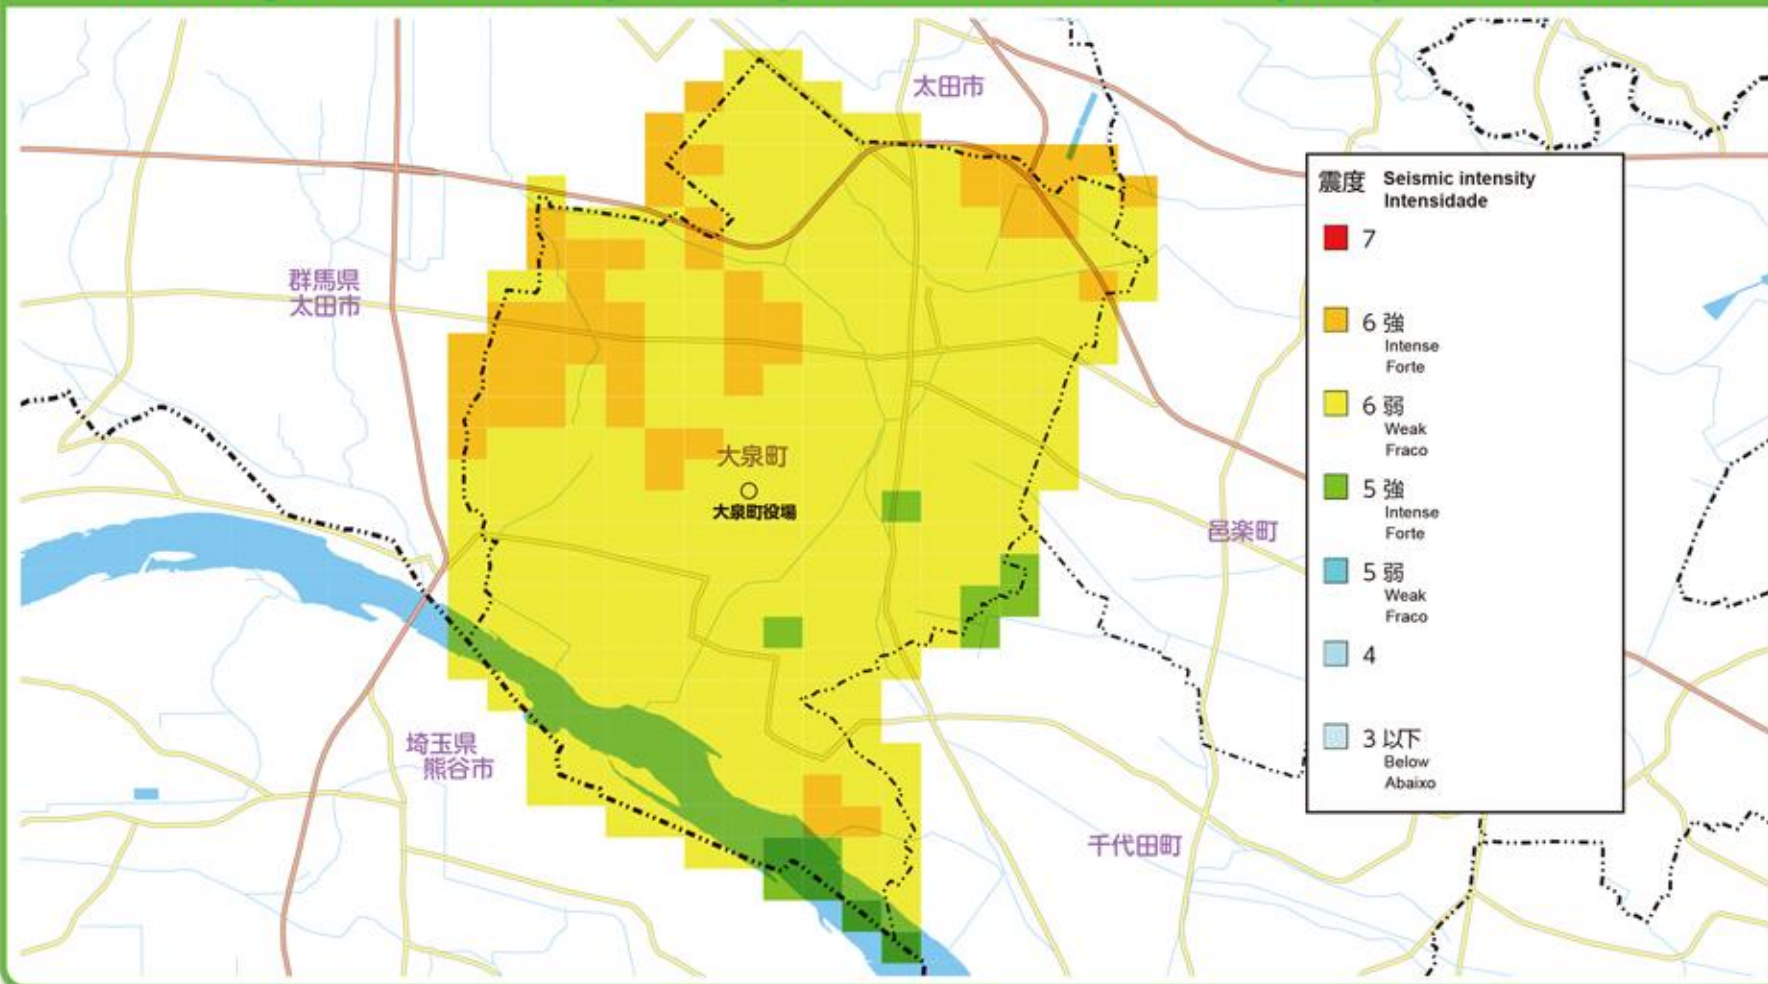 太田市
群馬県
太田市
大泉町
大泉町役場
邑楽町
埼玉県
熊谷市
千代田町
震度 Seismic intensity
Intensidade
7
6 強
Intense
Forte
6 弱
Weak
Fraco
5 強
Intense
Forte
5 弱
Weak
Fraco
4
3 以下
Below
Abaixo